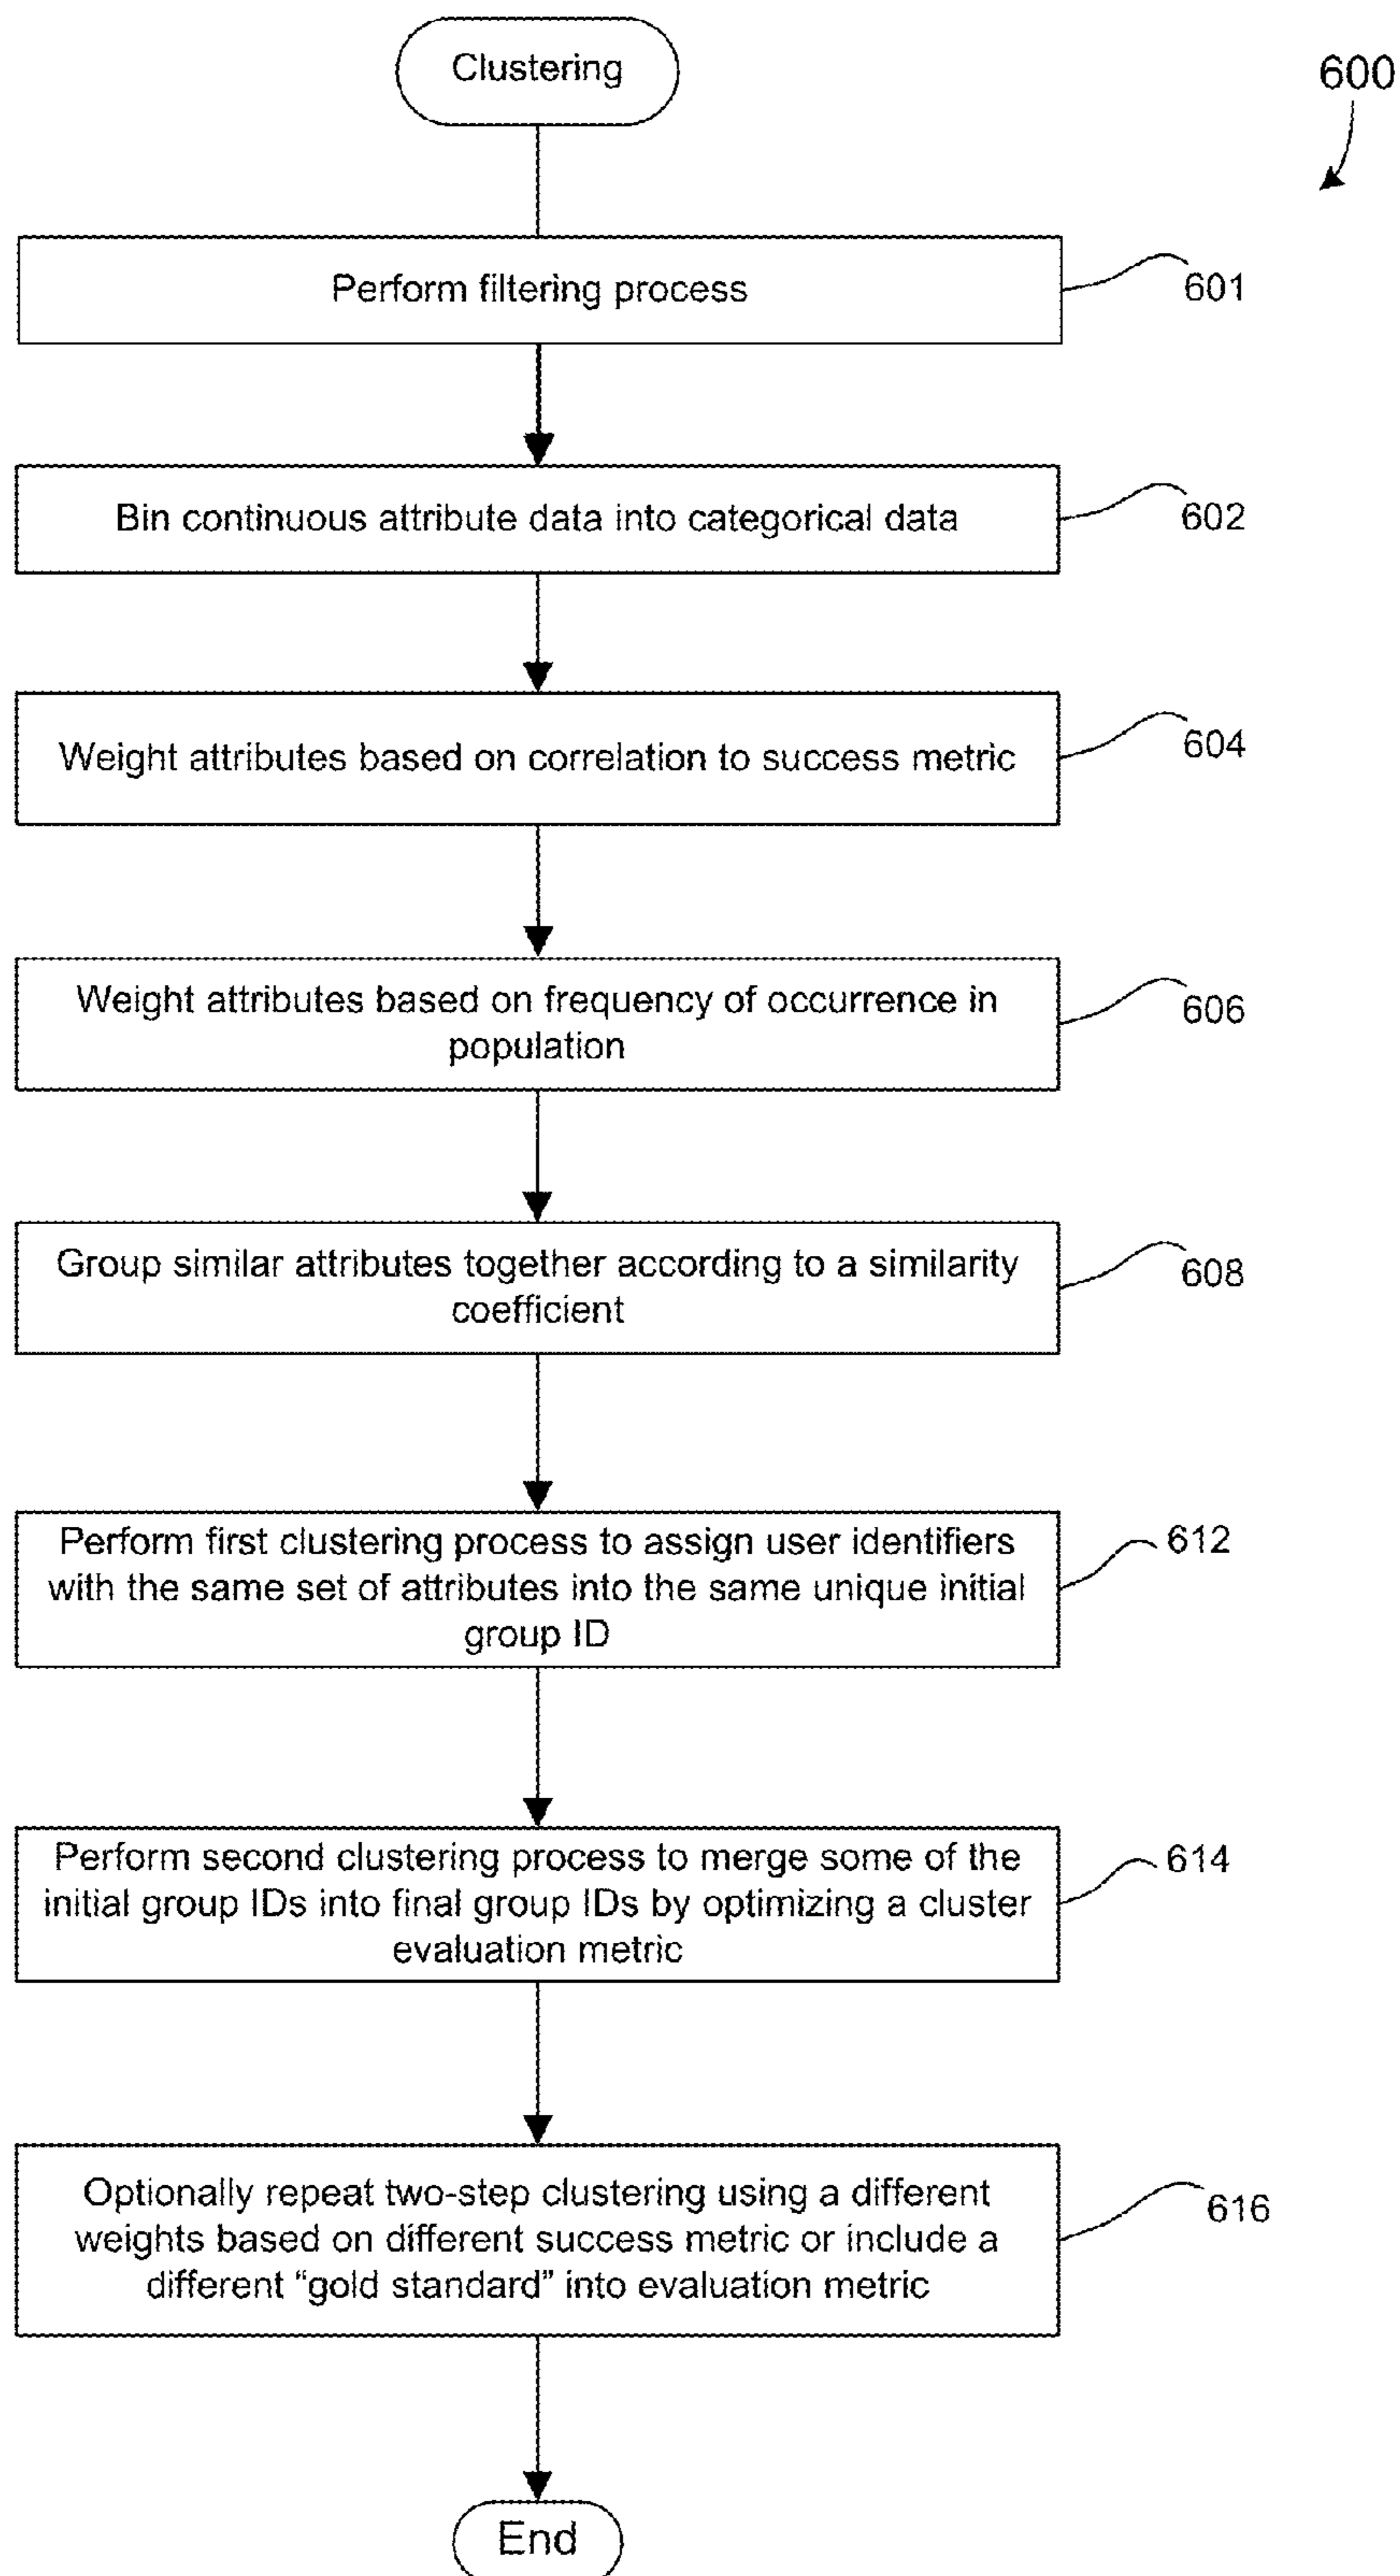 Clustering
600
Perform filtering process
601
Bin continuous attribute data into categorical data
602
Weight attributes based on correlation to success metric
604
Weight attributes based on frequency of occurrence in
population
606
Group similar attributes together according to a similarity
coefficient
608
Perform first clustering process to assign user identifiers
with the same set of attributes into the same unique initial
group ID
612
Perform second clustering process to merge some of the
initial group IDs into final group IDs by optimizing a cluster
evaluation metric
614
Optionally repeat two-step clustering using a different
weights based on different success metric or include a
different “gold standard” into evaluation metric
616
End